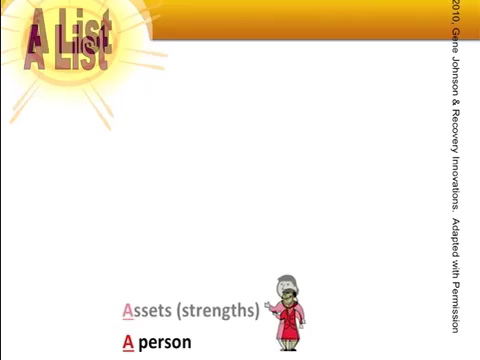 A List
Assets (strengths)
A person
2010, Gene Johnson & Recovery Innovations. Adapted with Permission